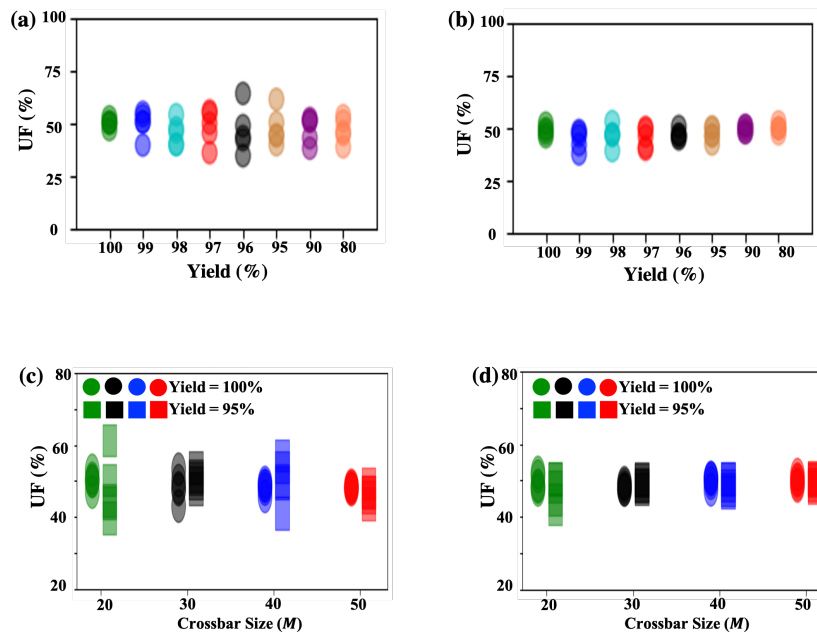 (a)
100
75
50
25
0
UF (%)
100 99 98 97 96 95 90 80
Yield (%)
(b)
100
75
50
25
0
UF (%)
100 99 98 97 96 95 90 80
Yield (%)
(c)
80
60
40
20
UF (%)
Yield = 100%
Yield = 95%
20 30 40 50
Crossbar Size (M)
(d)
80
60
40
20
UF (%)
Yield = 100%
Yield = 95%
20 30 40 50
Crossbar Size (M)